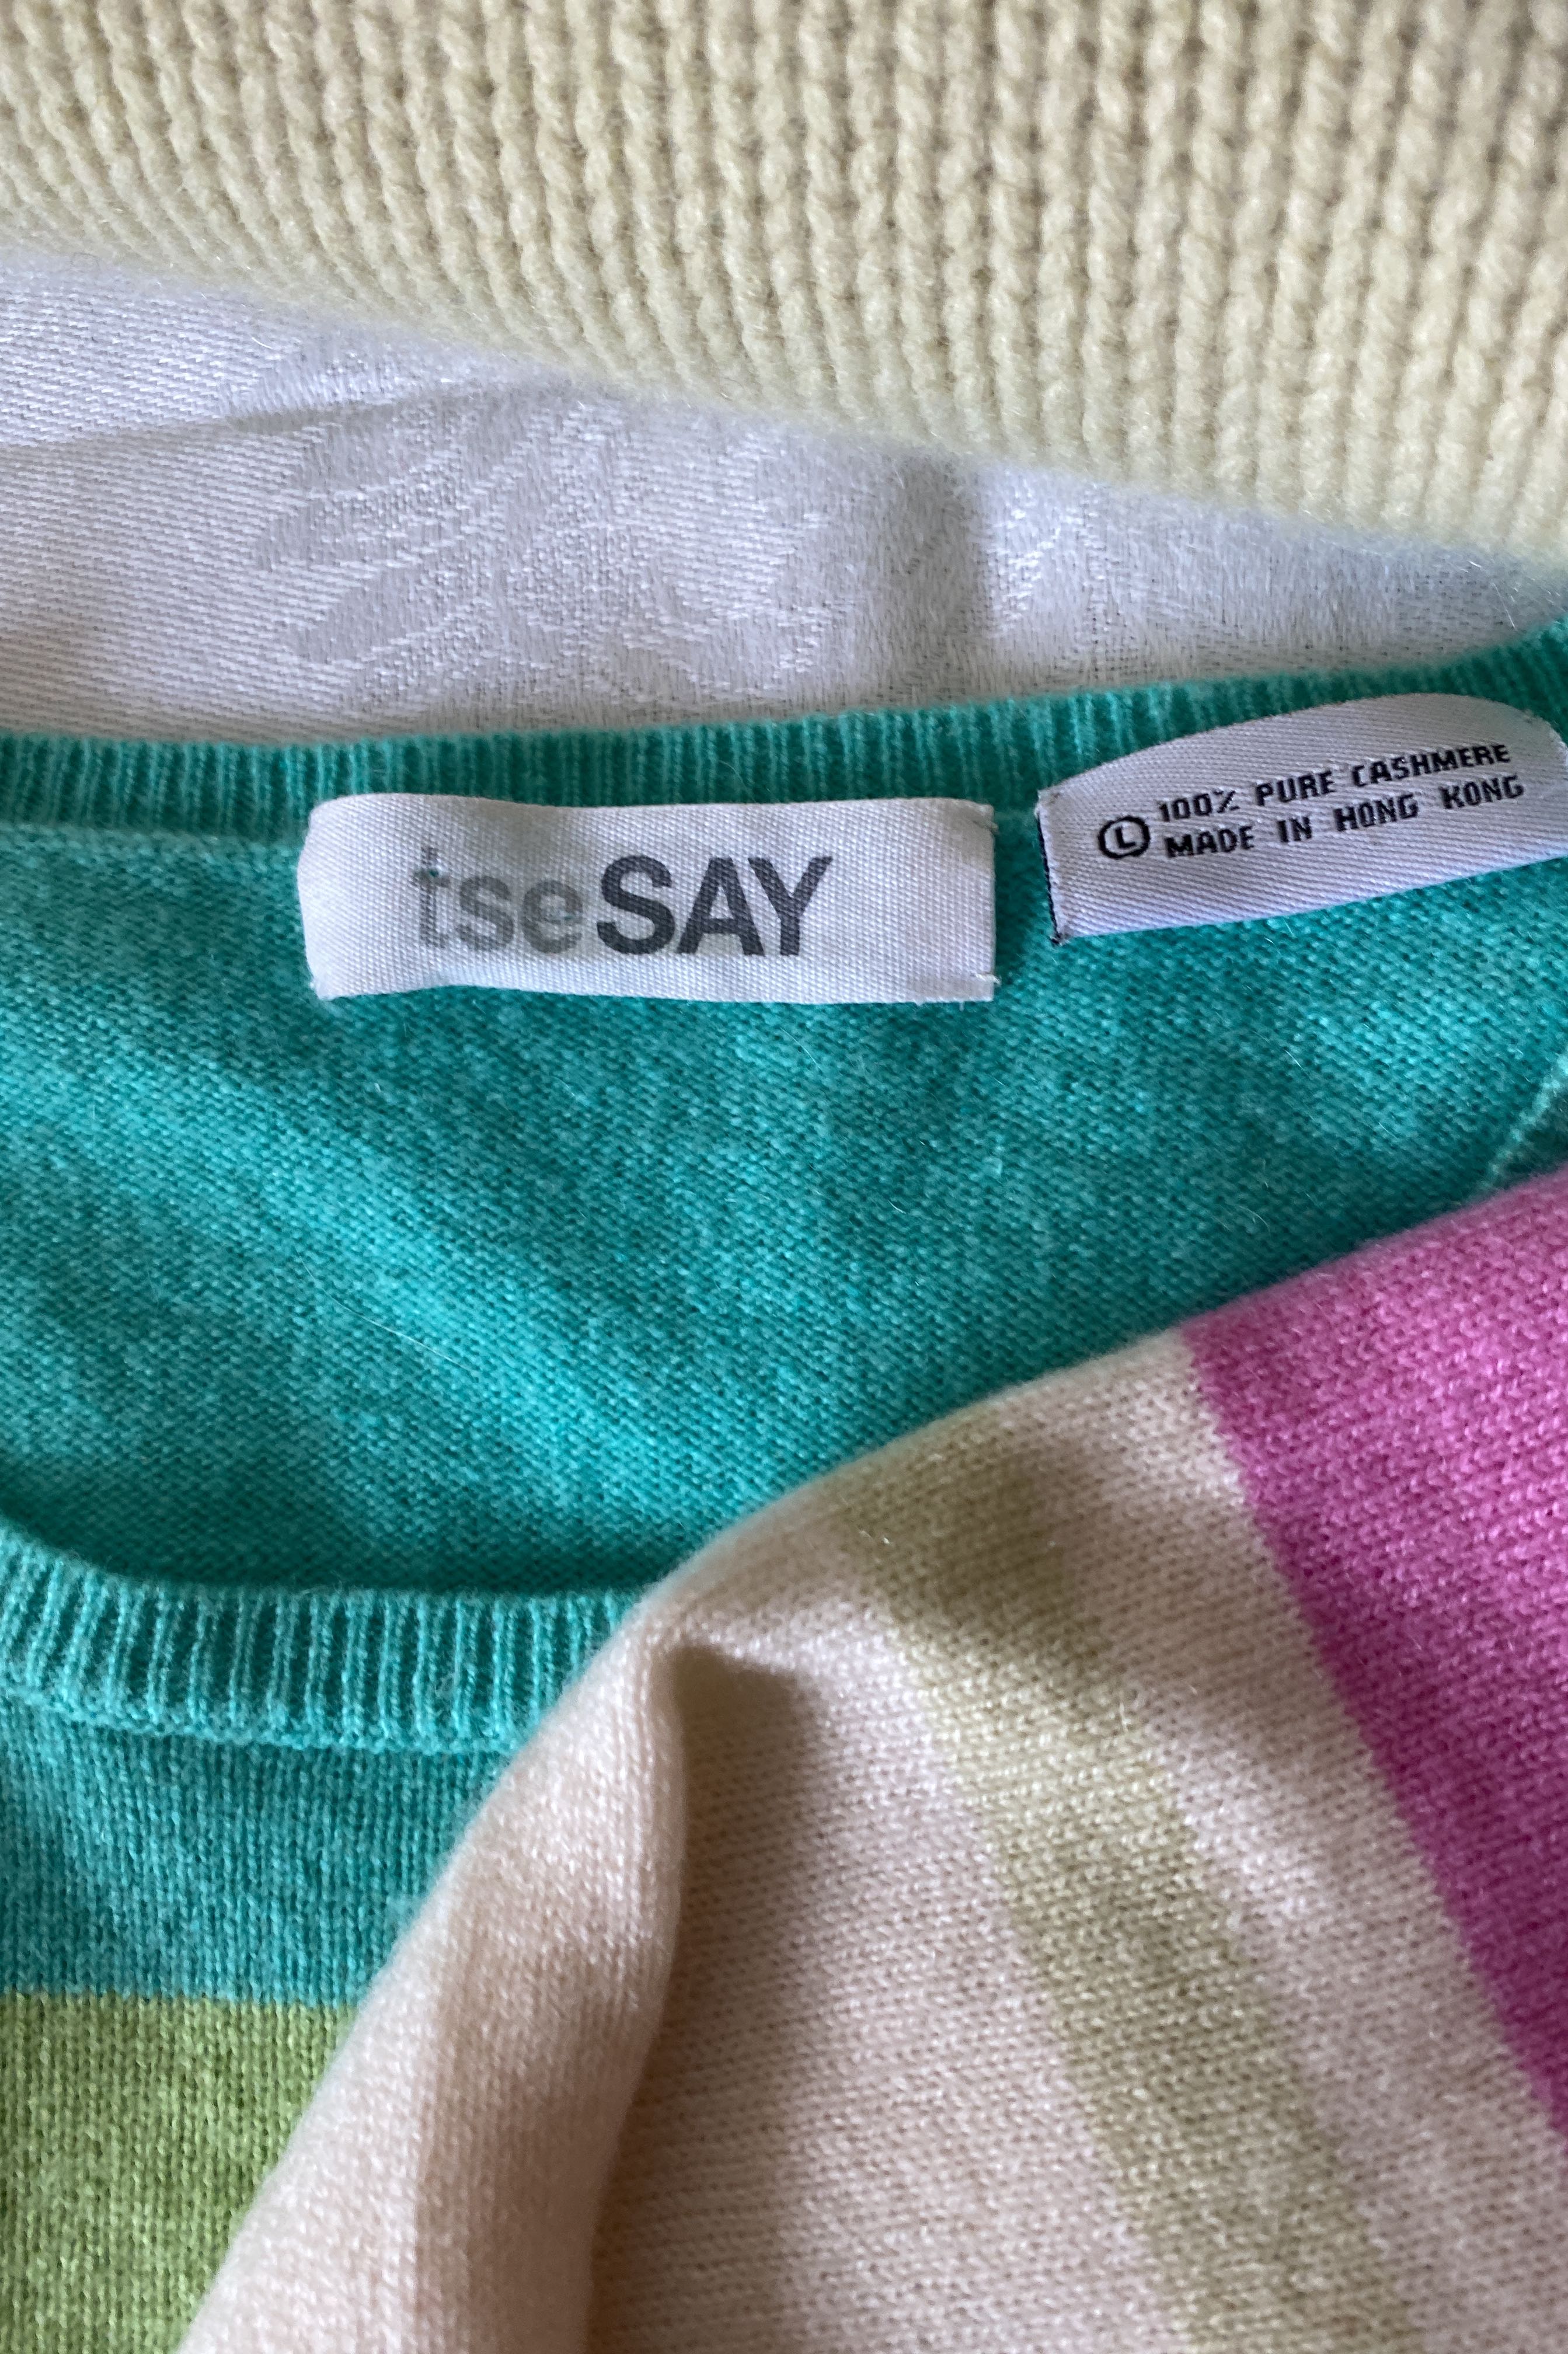 tseSAY
Ⓛ 100% PURE CASHMERE
MADE IN HONG KONG